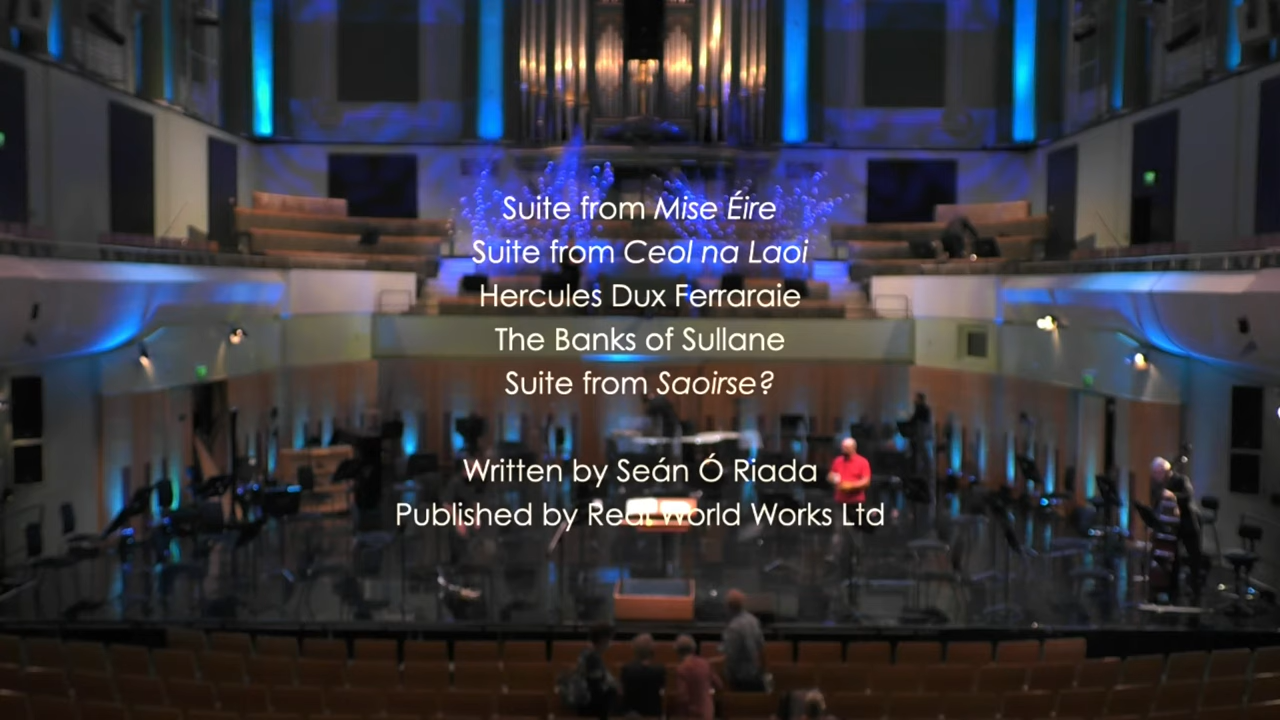 Suite from Mise Éire
Suite from Ceol na Laoi
Hercules Dux Ferraraie
The Banks of Sullane
Suite from Saoirse?
Written by Seán Ó Riada
Published by Real World Works Ltd